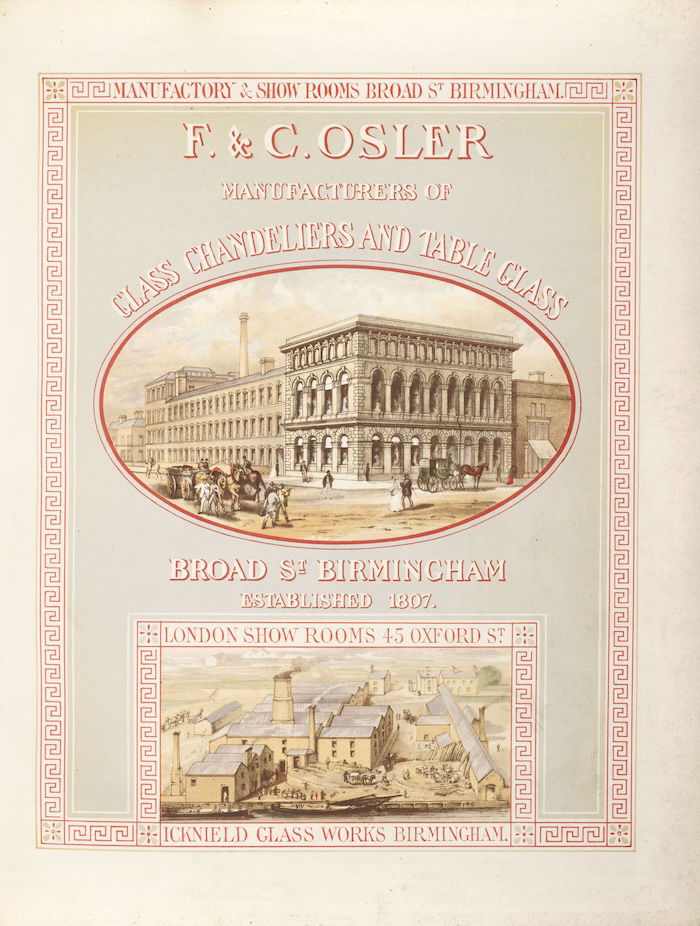 MANUFACTORY & SHOW ROOMS BROAD ST BIRMINGHAM.
F. & C. OSLER
MANUFACTURERS OF
GLASS CHANDELIERS AND TABLE GLASS
BROAD ST BIRMINGHAM
ESTABLISHED 1807.
LONDON SHOW ROOMS 45 OXFORD ST
ICKNIELD GLASS WORKS BIRMINGHAM.